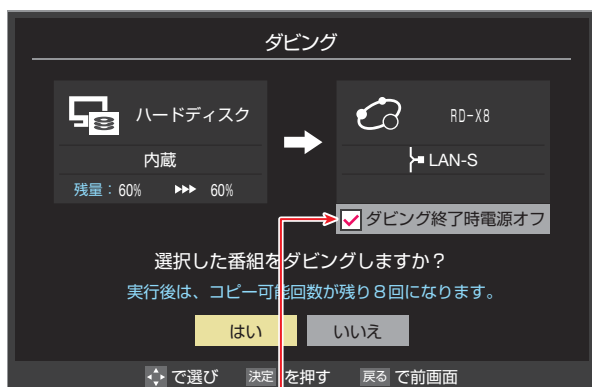 ダビング
ハードディスク
RD-X8
内蔵
LAN-S
残量：60% ▶▶▶ 60%
ダビング終了時電源オフ
選択した番組をダビングしますか？
実行後は、コピー可能回数が残り８回になります。
はい
いいえ
で選び 決定 を押す 戻る で前画面